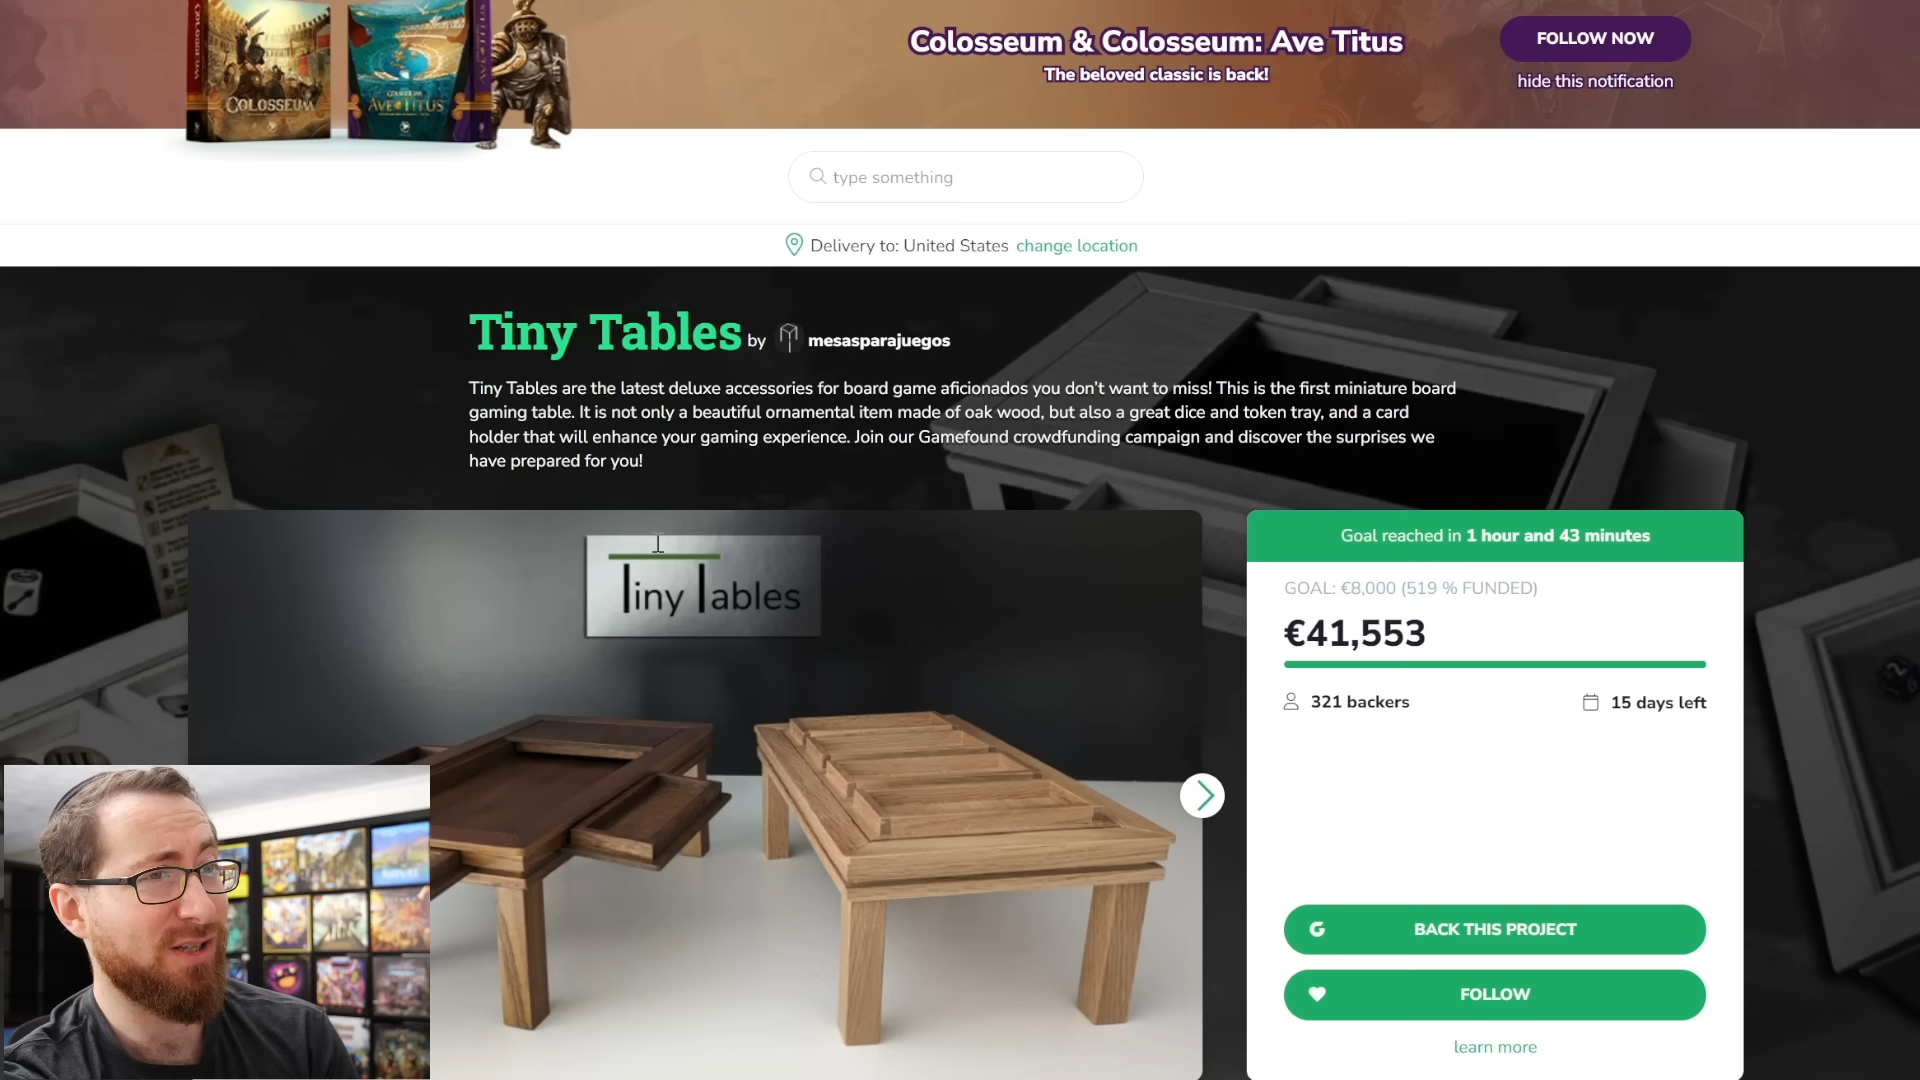 Colosseum & Colosseum: Ave Titus
The beloved classic is back!
FOLLOW NOW
hide this notification
COLOSSEUM
COLOSSEUM
AVE TITUS
type something
Delivery to: United States change location
Tiny Tables by mesasparajuegos
Tiny Tables are the latest deluxe accessories for board game aficionados you don't want to miss! This is the first miniature board
gaming table. It is not only a beautiful ornamental item made of oak wood, but also a great dice and token tray, and a card
holder that will enhance your gaming experience. Join our Gamefound crowdfunding campaign and discover the surprises we
have prepared for you!
Tiny Tables
Goal reached in 1 hour and 43 minutes
GOAL: €8,000 (519 % FUNDED)
€41,553
321 backers
15 days left
BACK THIS PROJECT
FOLLOW
learn more